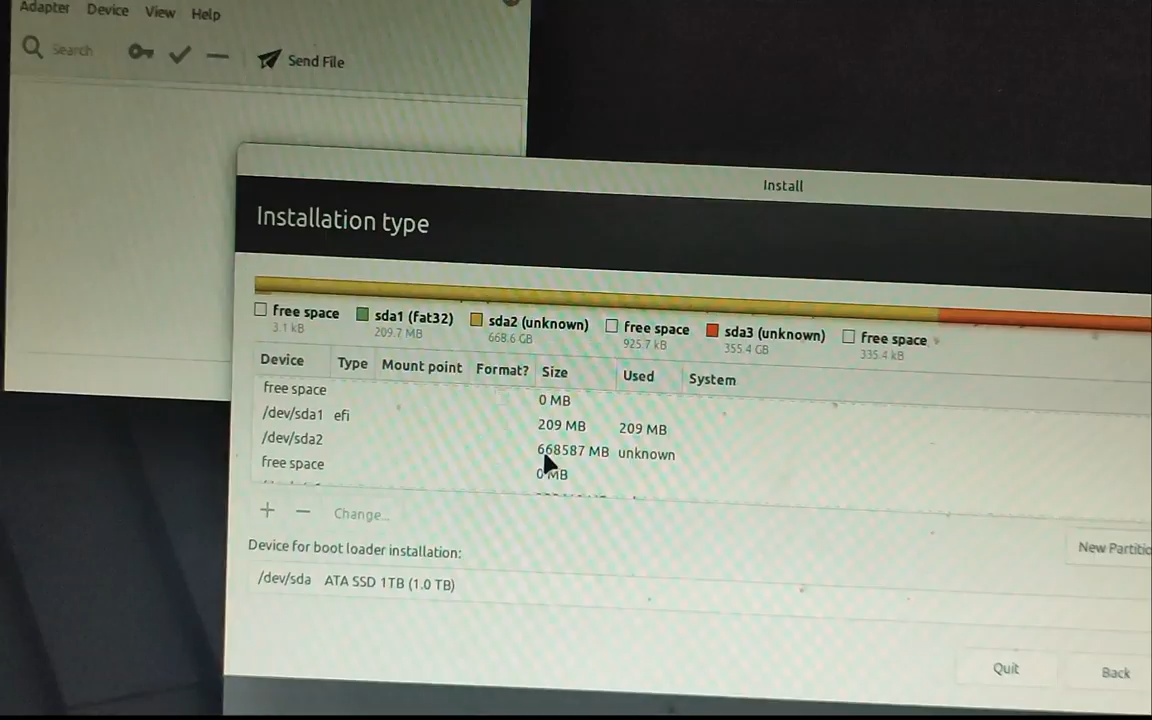 Adapter Device View Help
Search Send File
Install
Installation type
free space sda1 (fat32) sda2 (unknown) free space sda3 (unknown) free space
3.1 kB 209.7 MB 668.6 GB 925.7 kB 355.4 GB 335.4 kB
Device Type Mount point Format? Size Used System
free space 0 MB
/dev/sda1 efi 209 MB 209 MB
/dev/sda2 668587 MB unknown
free space 0 MB
+ − Change...
New Partitio
Device for boot loader installation:
/dev/sda ATA SSD 1TB (1.0 TB)
Quit Back